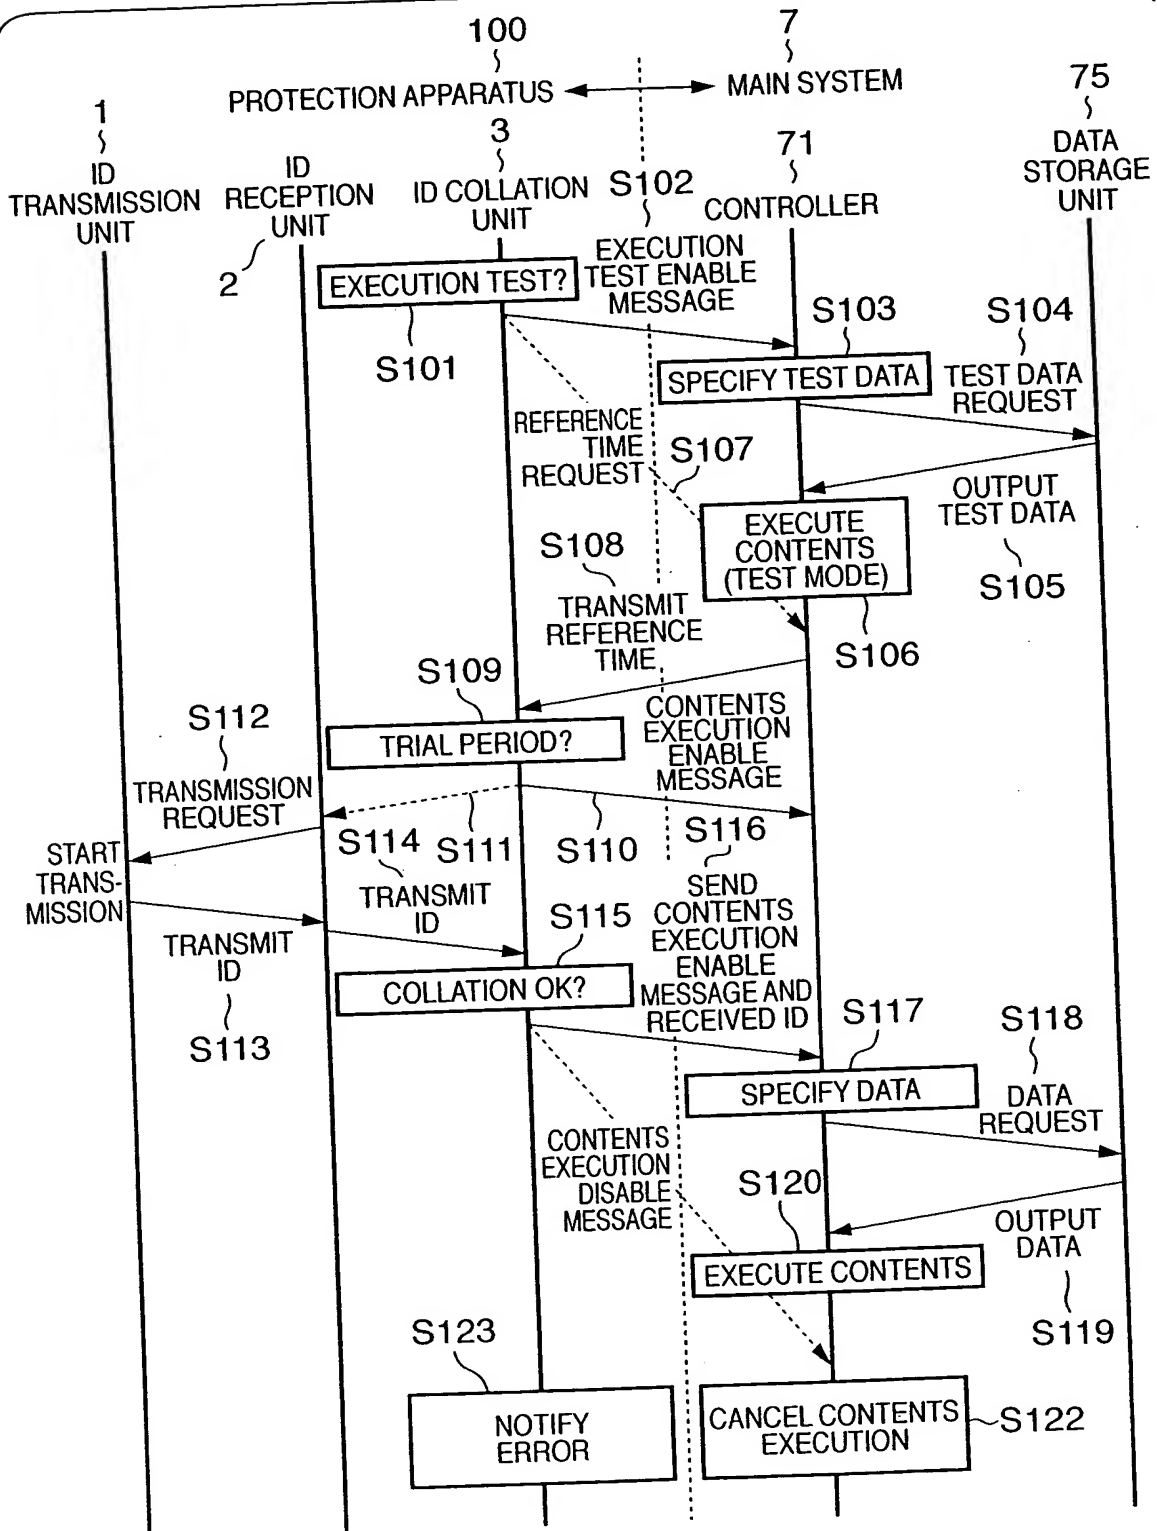 100
7
PROTECTION APPARATUS
MAIN SYSTEM
1
3
71
75
ID
TRANSMISSION
UNIT
ID
RECEPTION
UNIT
2
ID COLLATION
UNIT
S102
CONTROLLER
DATA
STORAGE
UNIT
EXECUTION
TEST ENABLE
MESSAGE
EXECUTION TEST?
S101
S103
S104
SPECIFY TEST DATA
TEST DATA
REQUEST
REFERENCE
TIME
REQUEST
S107
OUTPUT
TEST DATA
S105
EXECUTE
CONTENTS
(TEST MODE)
S106
S108
TRANSMIT
REFERENCE
TIME
S109
TRIAL PERIOD?
CONTENTS
EXECUTION
ENABLE
MESSAGE
S112
TRANSMISSION
REQUEST
S111
S110
START
TRANS-
MISSION
S114
TRANSMIT
ID
TRANSMIT
ID
S113
S115
COLLATION OK?
S116
SEND
CONTENTS
EXECUTION
ENABLE
MESSAGE AND
RECEIVED ID
S117
S118
SPECIFY DATA
DATA
REQUEST
CONTENTS
EXECUTION
DISABLE
MESSAGE
S120
OUTPUT
DATA
S119
EXECUTE CONTENTS
S123
NOTIFY
ERROR
CANCEL CONTENTS
EXECUTION
S122